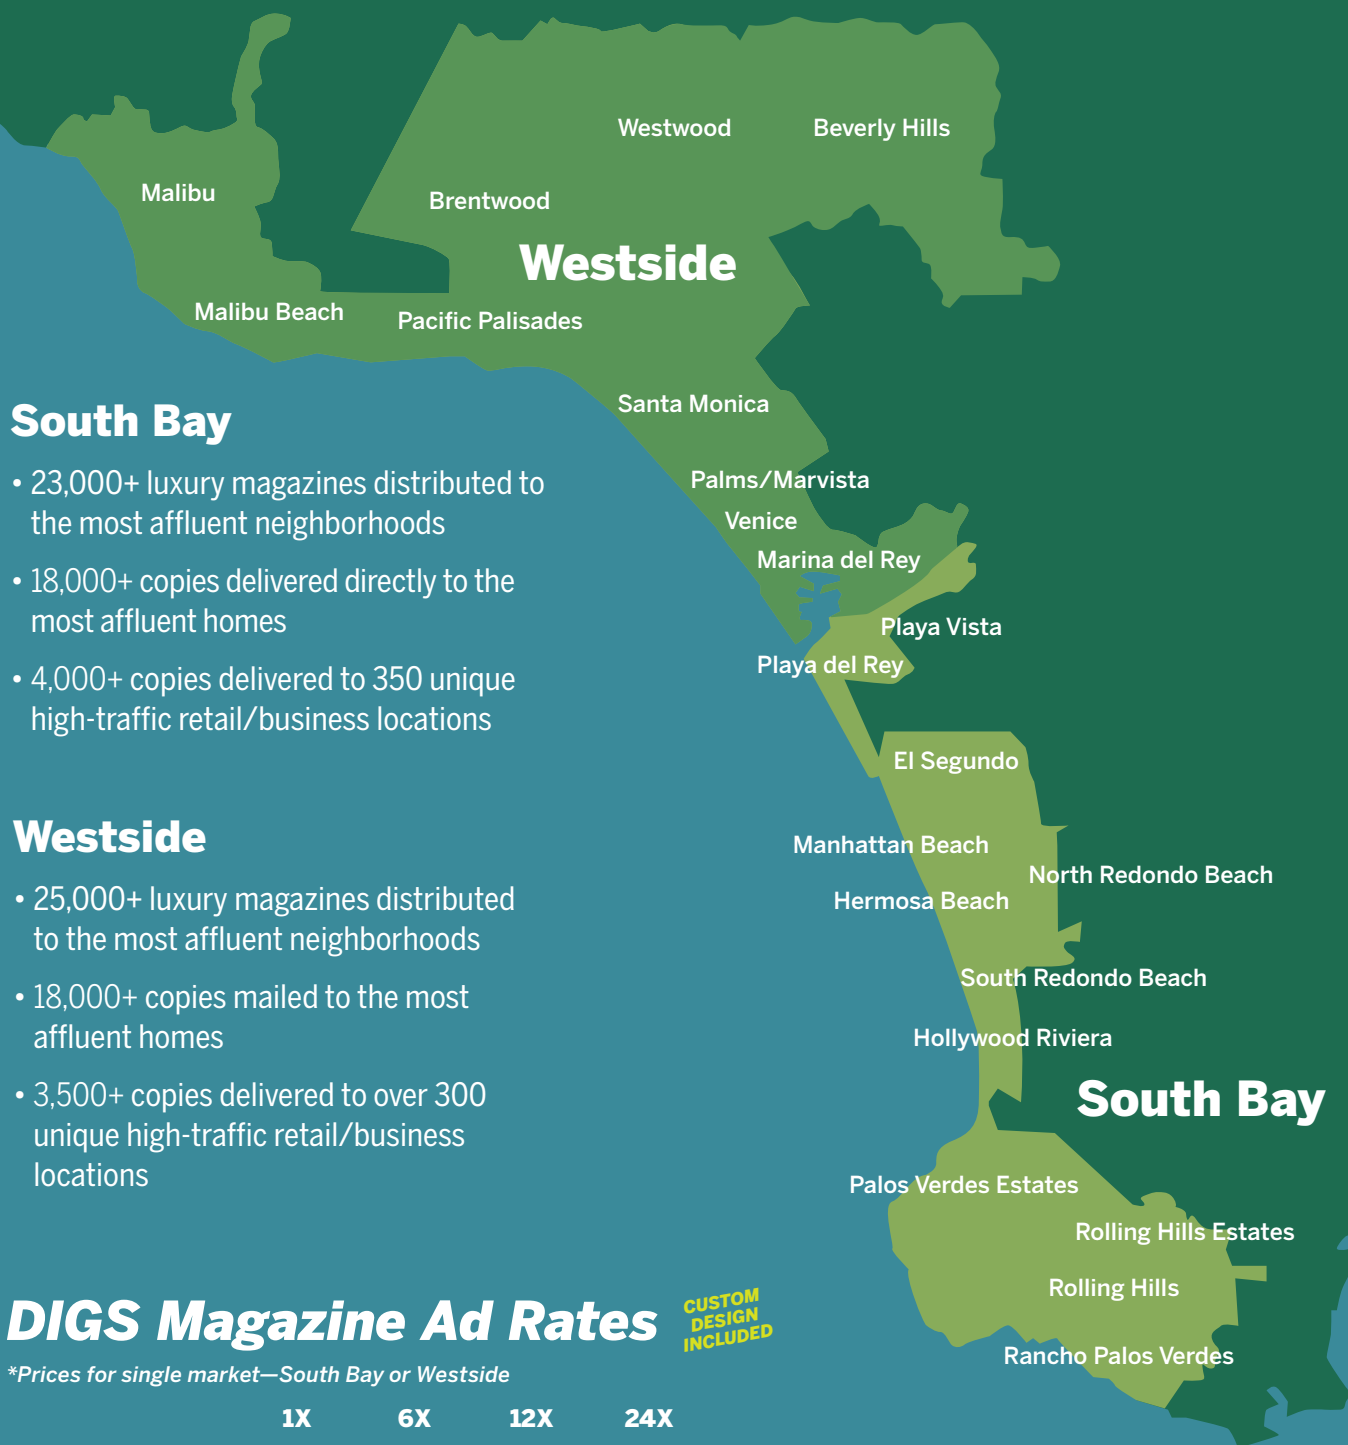 Westwood
Beverly Hills
Malibu
Brentwood
Westside
Malibu Beach
Pacific Palisades
Santa Monica
Palms/Marvista
Venice
Marina del Rey
Playa Vista
Playa del Rey
El Segundo
Manhattan Beach
North Redondo Beach
Hermosa Beach
South Redondo Beach
Hollywood Riviera
South Bay
Palos Verdes Estates
Rolling Hills Estates
Rolling Hills
Rancho Palos Verdes
South Bay
• 23,000+ luxury magazines distributed to
the most affluent neighborhoods
• 18,000+ copies delivered directly to the
most affluent homes
• 4,000+ copies delivered to 350 unique
high-traffic retail/business locations
Westside
• 25,000+ luxury magazines distributed
to the most affluent neighborhoods
• 18,000+ copies mailed to the most
affluent homes
• 3,500+ copies delivered to over 300
unique high-traffic retail/business
locations
DIGS Magazine Ad Rates
CUSTOM
DESIGN
INCLUDED
*Prices for single market—South Bay or Westside
1X 6X 12X 24X